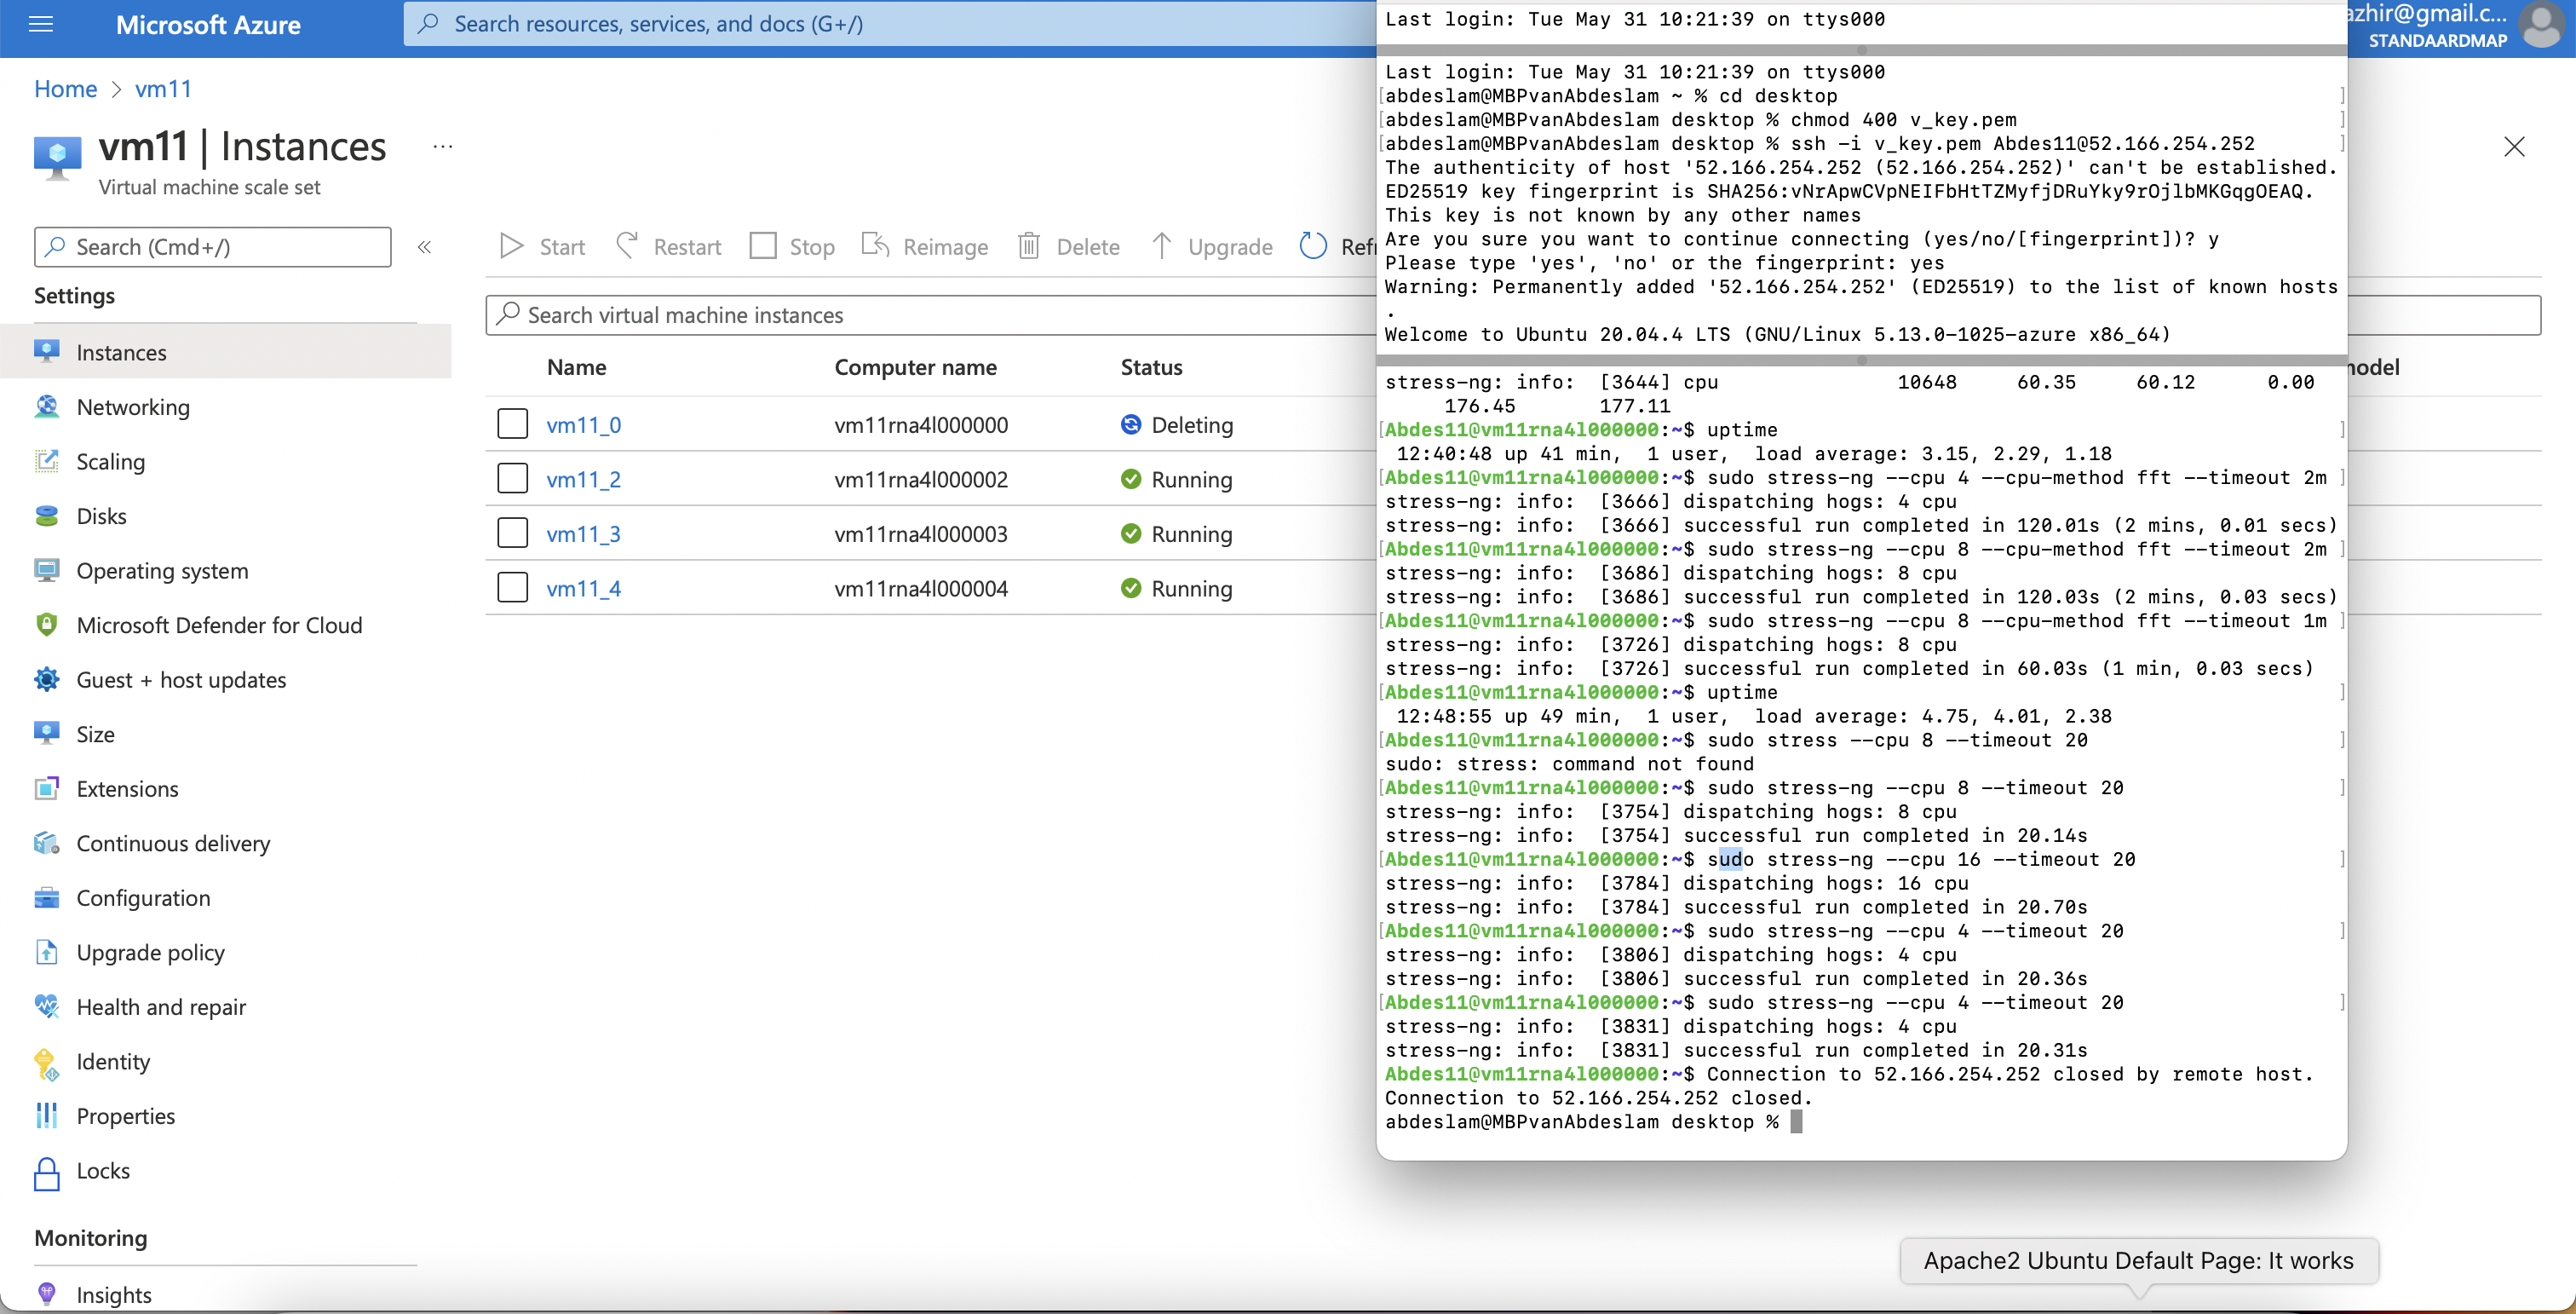 Microsoft Azure
Search resources, services, and docs (G+/)
azhir@gmail.c...
STANDAARDMAP
Home > vm11
vm11 | Instances ...
Virtual machine scale set
Search (Cmd+/)
«
Settings
Instances
Networking
Scaling
Disks
Operating system
Microsoft Defender for Cloud
Guest + host updates
Size
Extensions
Continuous delivery
Configuration
Upgrade policy
Health and repair
Identity
Properties
Locks
Monitoring
Insights
Start Restart Stop Reimage Delete Upgrade Refr
Search virtual machine instances
Name Computer name Status model
vm11_0 vm11rna4l000000 Deleting
vm11_2 vm11rna4l000002 Running
vm11_3 vm11rna4l000003 Running
vm11_4 vm11rna4l000004 Running
Last login: Tue May 31 10:21:39 on ttys000
Last login: Tue May 31 10:21:39 on ttys000
[abdeslam@MBPvanAbdeslam ~ % cd desktop ]
[abdeslam@MBPvanAbdeslam desktop % chmod 400 v_key.pem ]
[abdeslam@MBPvanAbdeslam desktop % ssh -i v_key.pem Abdes11@52.166.254.252 ]
The authenticity of host '52.166.254.252 (52.166.254.252)' can't be established.
ED25519 key fingerprint is SHA256:vNrApwCVpNEIFbHtTZMyfjDRuYky9rOjlbMKGqgOEAQ.
This key is not known by any other names
Are you sure you want to continue connecting (yes/no/[fingerprint])? y
Please type 'yes', 'no' or the fingerprint: yes
Warning: Permanently added '52.166.254.252' (ED25519) to the list of known hosts
.
Welcome to Ubuntu 20.04.4 LTS (GNU/Linux 5.13.0-1025-azure x86_64)
stress-ng: info: [3644] cpu 10648 60.35 60.12 0.00
176.45 177.11
[Abdes11@vm11rna4l000000:~$ uptime ]
12:40:48 up 41 min, 1 user, load average: 3.15, 2.29, 1.18
[Abdes11@vm11rna4l000000:~$ sudo stress-ng --cpu 4 --cpu-method fft --timeout 2m ]
stress-ng: info: [3666] dispatching hogs: 4 cpu
stress-ng: info: [3666] successful run completed in 120.01s (2 mins, 0.01 secs)
[Abdes11@vm11rna4l000000:~$ sudo stress-ng --cpu 8 --cpu-method fft --timeout 2m ]
stress-ng: info: [3686] dispatching hogs: 8 cpu
stress-ng: info: [3686] successful run completed in 120.03s (2 mins, 0.03 secs)
[Abdes11@vm11rna4l000000:~$ sudo stress-ng --cpu 8 --cpu-method fft --timeout 1m ]
stress-ng: info: [3726] dispatching hogs: 8 cpu
stress-ng: info: [3726] successful run completed in 60.03s (1 min, 0.03 secs)
[Abdes11@vm11rna4l000000:~$ uptime ]
12:48:55 up 49 min, 1 user, load average: 4.75, 4.01, 2.38
[Abdes11@vm11rna4l000000:~$ sudo stress --cpu 8 --timeout 20 ]
sudo: stress: command not found
[Abdes11@vm11rna4l000000:~$ sudo stress-ng --cpu 8 --timeout 20 ]
stress-ng: info: [3754] dispatching hogs: 8 cpu
stress-ng: info: [3754] successful run completed in 20.14s
[Abdes11@vm11rna4l000000:~$ sudo stress-ng --cpu 16 --timeout 20 ]
stress-ng: info: [3784] dispatching hogs: 16 cpu
stress-ng: info: [3784] successful run completed in 20.70s
[Abdes11@vm11rna4l000000:~$ sudo stress-ng --cpu 4 --timeout 20 ]
stress-ng: info: [3806] dispatching hogs: 4 cpu
stress-ng: info: [3806] successful run completed in 20.36s
[Abdes11@vm11rna4l000000:~$ sudo stress-ng --cpu 4 --timeout 20 ]
stress-ng: info: [3831] dispatching hogs: 4 cpu
stress-ng: info: [3831] successful run completed in 20.31s
Abdes11@vm11rna4l000000:~$ Connection to 52.166.254.252 closed by remote host.
Connection to 52.166.254.252 closed.
abdeslam@MBPvanAbdeslam desktop %
Apache2 Ubuntu Default Page: It works